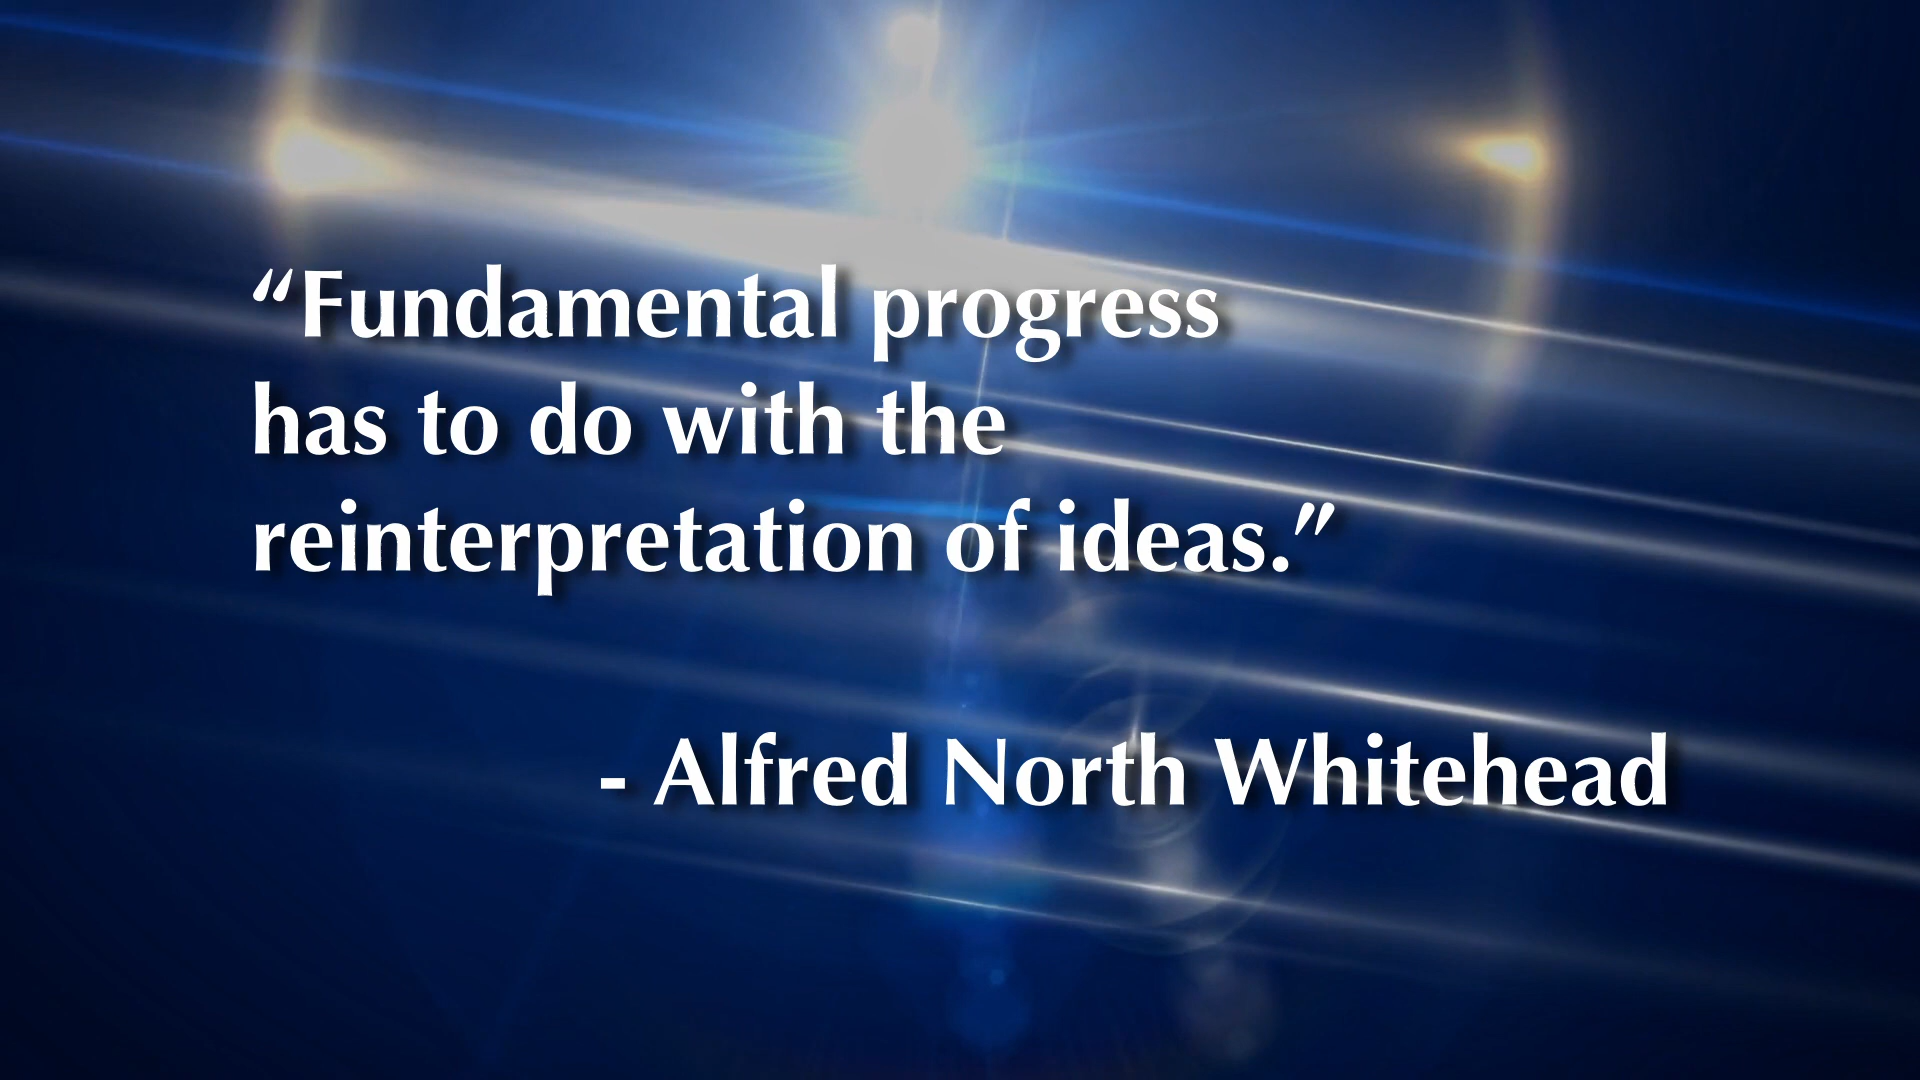 “Fundamental progress
has to do with the
reinterpretation of ideas.”
- Alfred North Whitehead